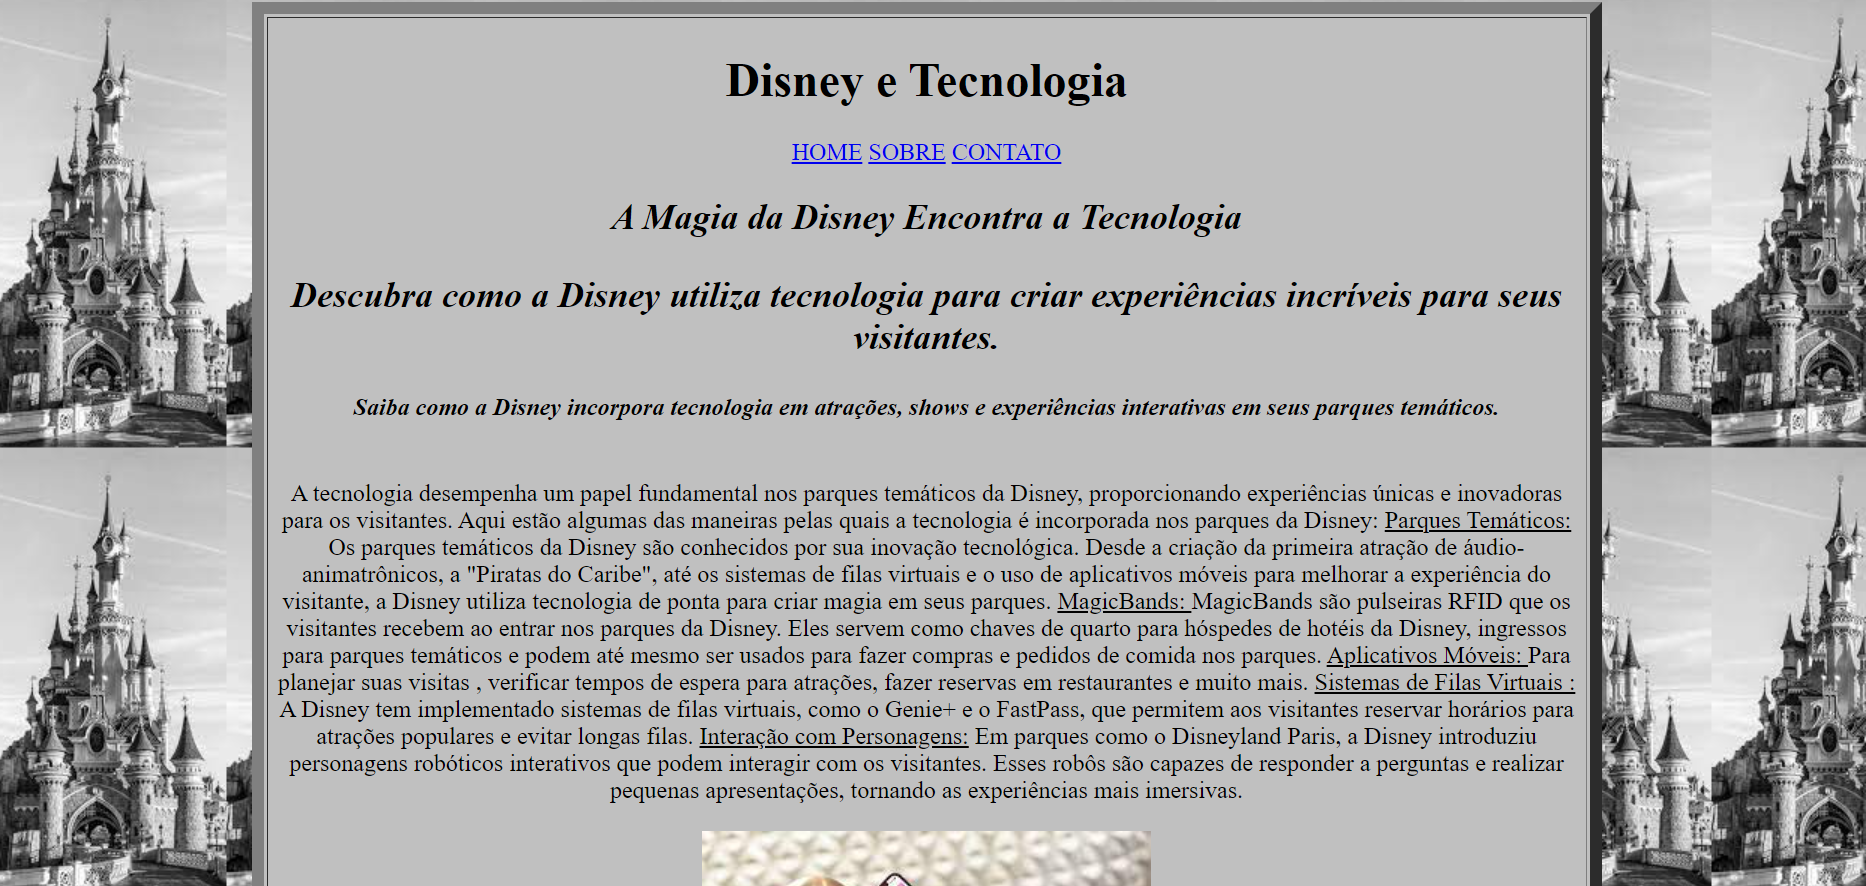 Disney e Tecnologia
HOME SOBRE CONTATO
A Magia da Disney Encontra a Tecnologia
Descubra como a Disney utiliza tecnologia para criar experiências incríveis para seus
visitantes.
Saiba como a Disney incorpora tecnologia em atrações, shows e experiências interativas em seus parques temáticos.
A tecnologia desempenha um papel fundamental nos parques temáticos da Disney, proporcionando experiências únicas e inovadoras
para os visitantes. Aqui estão algumas das maneiras pelas quais a tecnologia é incorporada nos parques da Disney: Parques Temáticos:
Os parques temáticos da Disney são conhecidos por sua inovação tecnológica. Desde a criação da primeira atração de áudio-
animatrônicos, a "Piratas do Caribe", até os sistemas de filas virtuais e o uso de aplicativos móveis para melhorar a experiência do
visitante, a Disney utiliza tecnologia de ponta para criar magia em seus parques. MagicBands: MagicBands são pulseiras RFID que os
visitantes recebem ao entrar nos parques da Disney. Eles servem como chaves de quarto para hóspedes de hotéis da Disney, ingressos
para parques temáticos e podem até mesmo ser usados para fazer compras e pedidos de comida nos parques. Aplicativos Móveis: Para
planejar suas visitas , verificar tempos de espera para atrações, fazer reservas em restaurantes e muito mais. Sistemas de Filas Virtuais :
A Disney tem implementado sistemas de filas virtuais, como o Genie+ e o FastPass, que permitem aos visitantes reservar horários para
atrações populares e evitar longas filas. Interação com Personagens: Em parques como o Disneyland Paris, a Disney introduziu
personagens robóticos interativos que podem interagir com os visitantes. Esses robôs são capazes de responder a perguntas e realizar
pequenas apresentações, tornando as experiências mais imersivas.